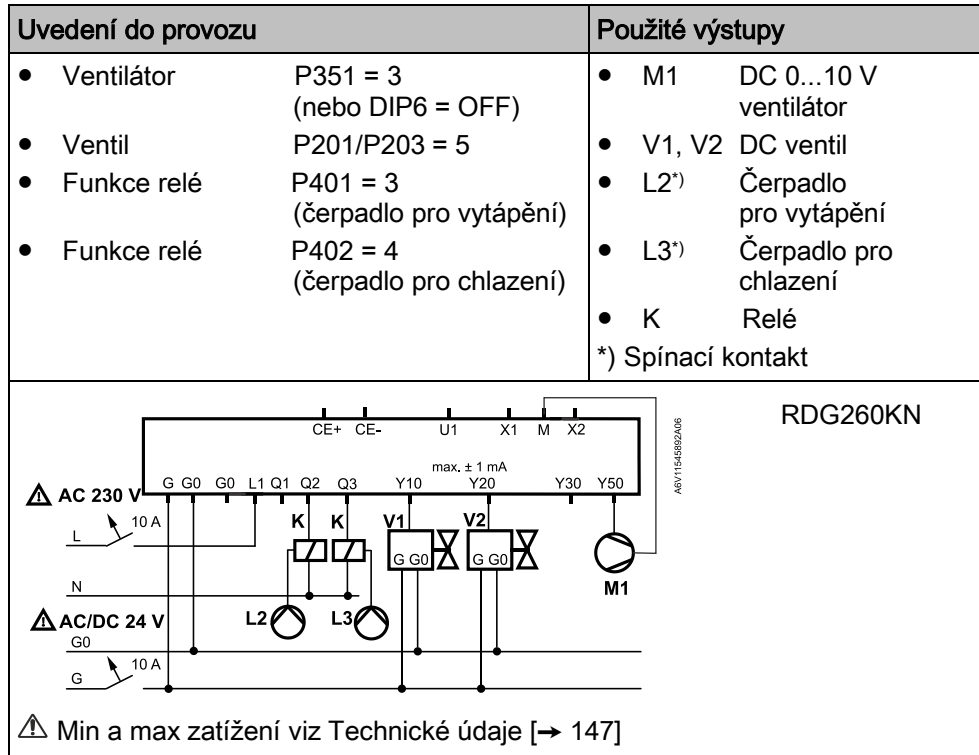 Uvedení do provozu
Použité výstupy
• Ventilátor P351 = 3
(nebo DIP6 = OFF)
• Ventil P201/P203 = 5
• Funkce relé P401 = 3
(čerpadlo pro vytápění)
• Funkce relé P402 = 4
(čerpadlo pro chlazení)
• M1 DC 0...10 V
ventilátor
• V1, V2 DC ventil
• L2*) Čerpadlo
pro vytápění
• L3*) Čerpadlo pro
chlazení
• K Relé
*) Spínací kontakt
RDG260KN
A6V11545892A06
CE+ CE- U1 X1 M X2
max. ± 1 mA
G G0 G0 L1 Q1 Q2 Q3 Y10 Y20 Y30 Y50
⚠ AC 230 V
10 A
L
K K V1 V2
G G0 G G0
M1
N
L2 L3
⚠ AC/DC 24 V
G0
10 A
G
⚠ Min a max zatížení viz Technické údaje [→ 147]